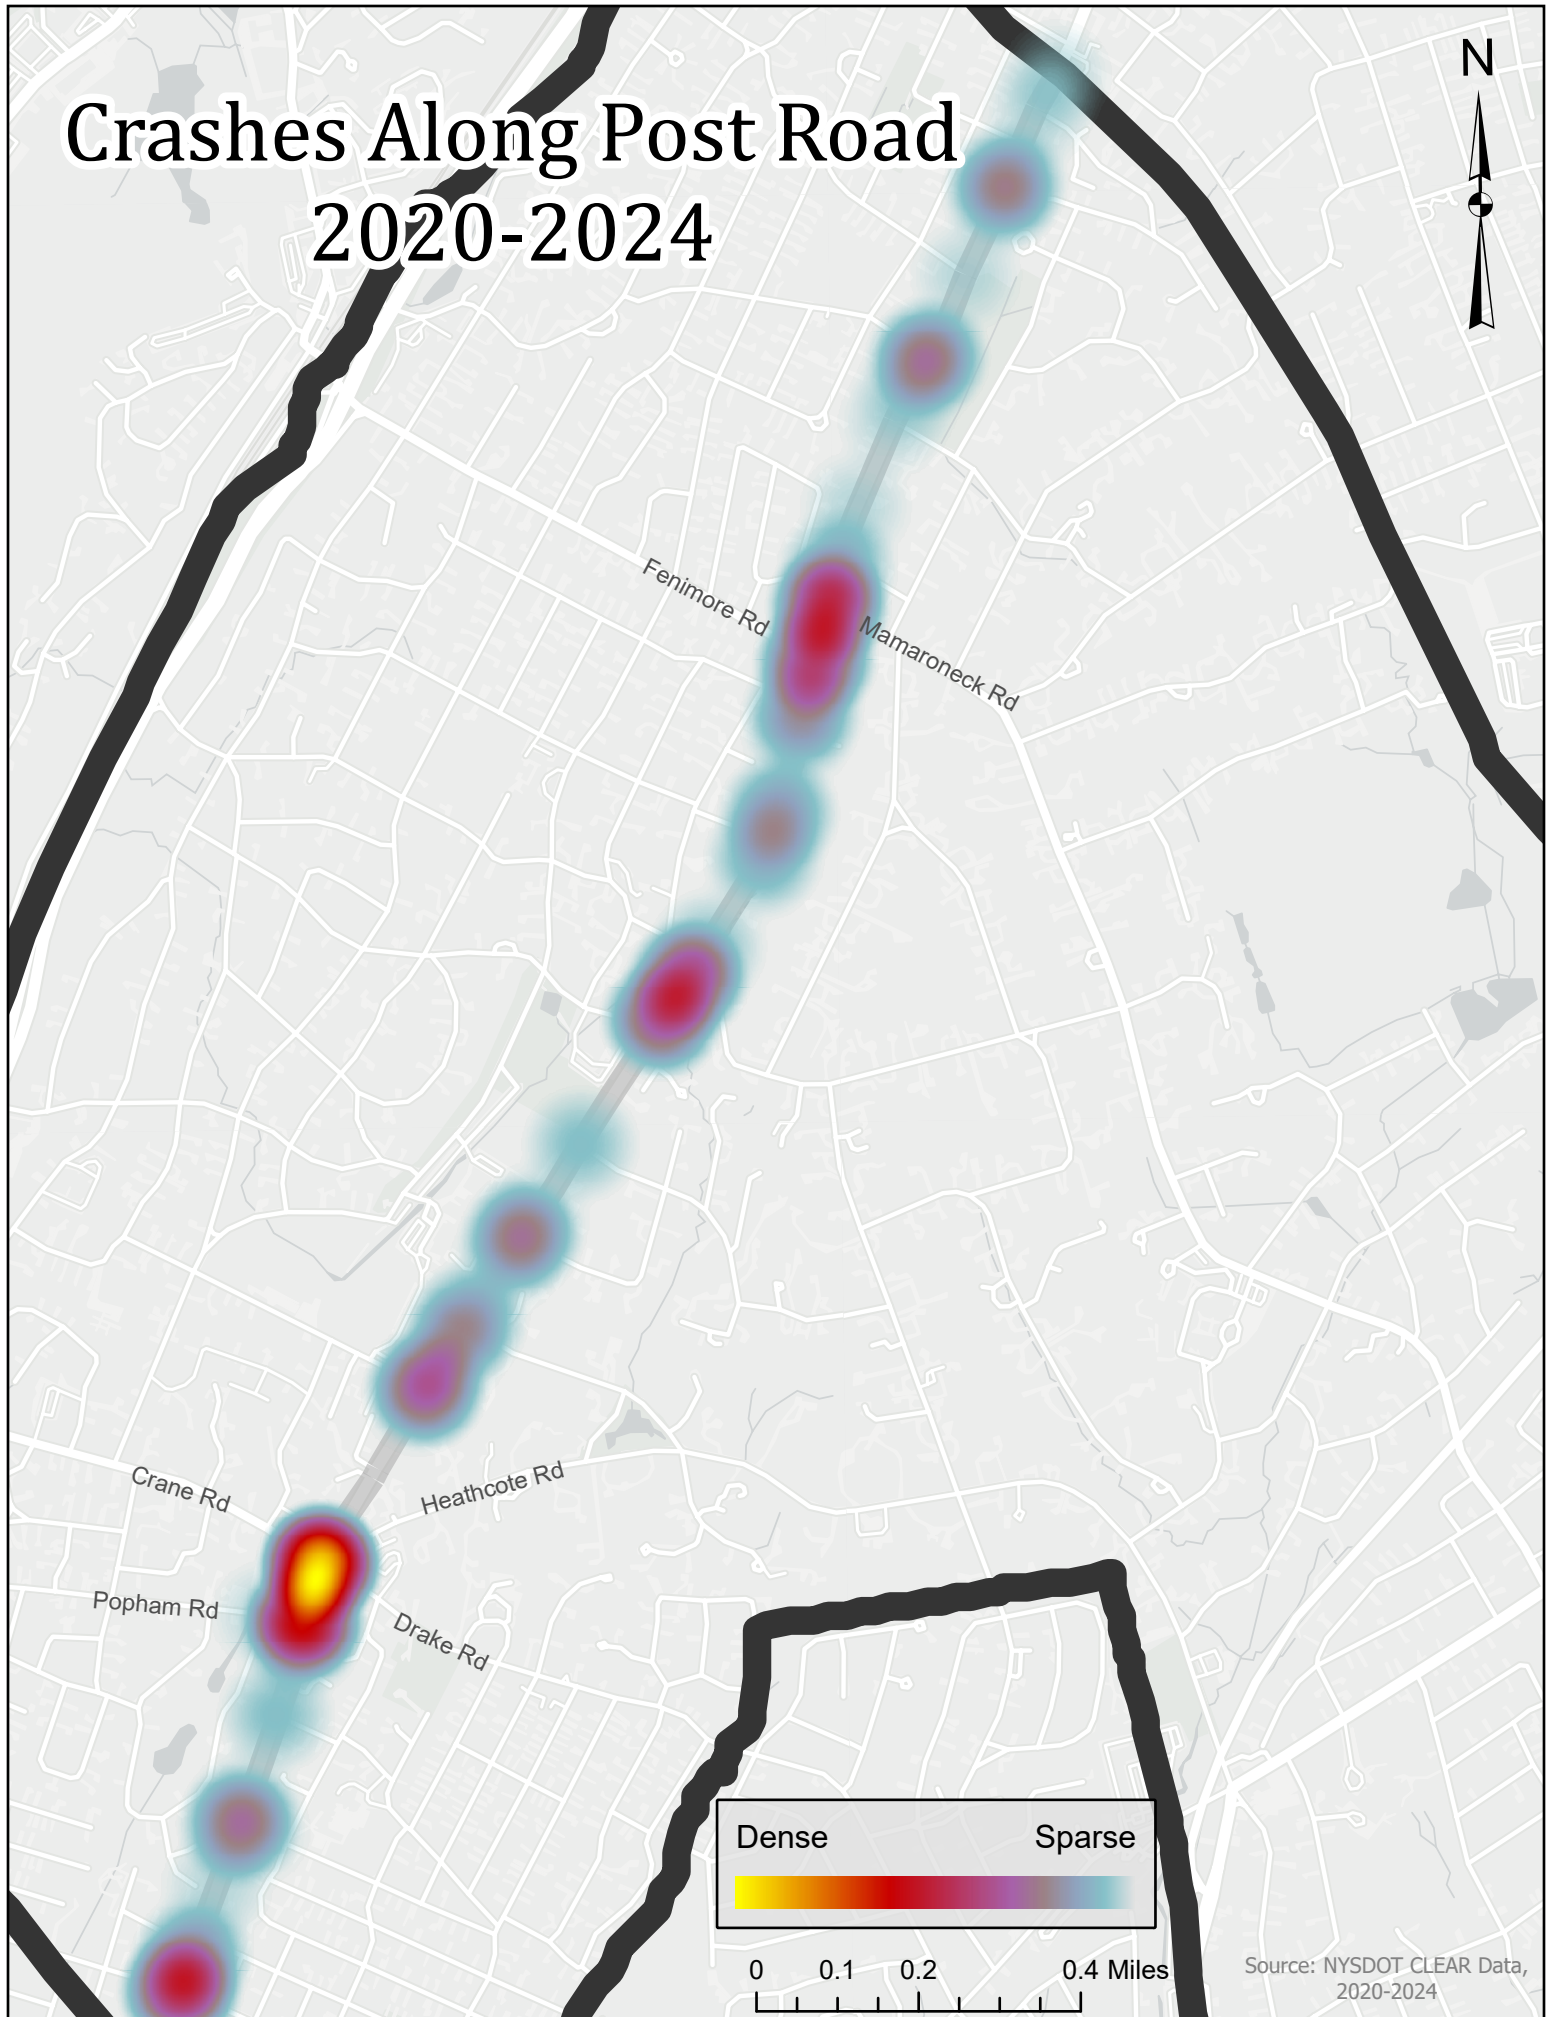 Crashes Along Post Road
2020-2024
N
Fenimore Rd
Mamaroneck Rd
Crane Rd
Heathcote Rd
Popham Rd
Drake Rd
Dense Sparse
0 0.1 0.2 0.4 Miles
Source: NYSDOT CLEAR Data,
2020-2024